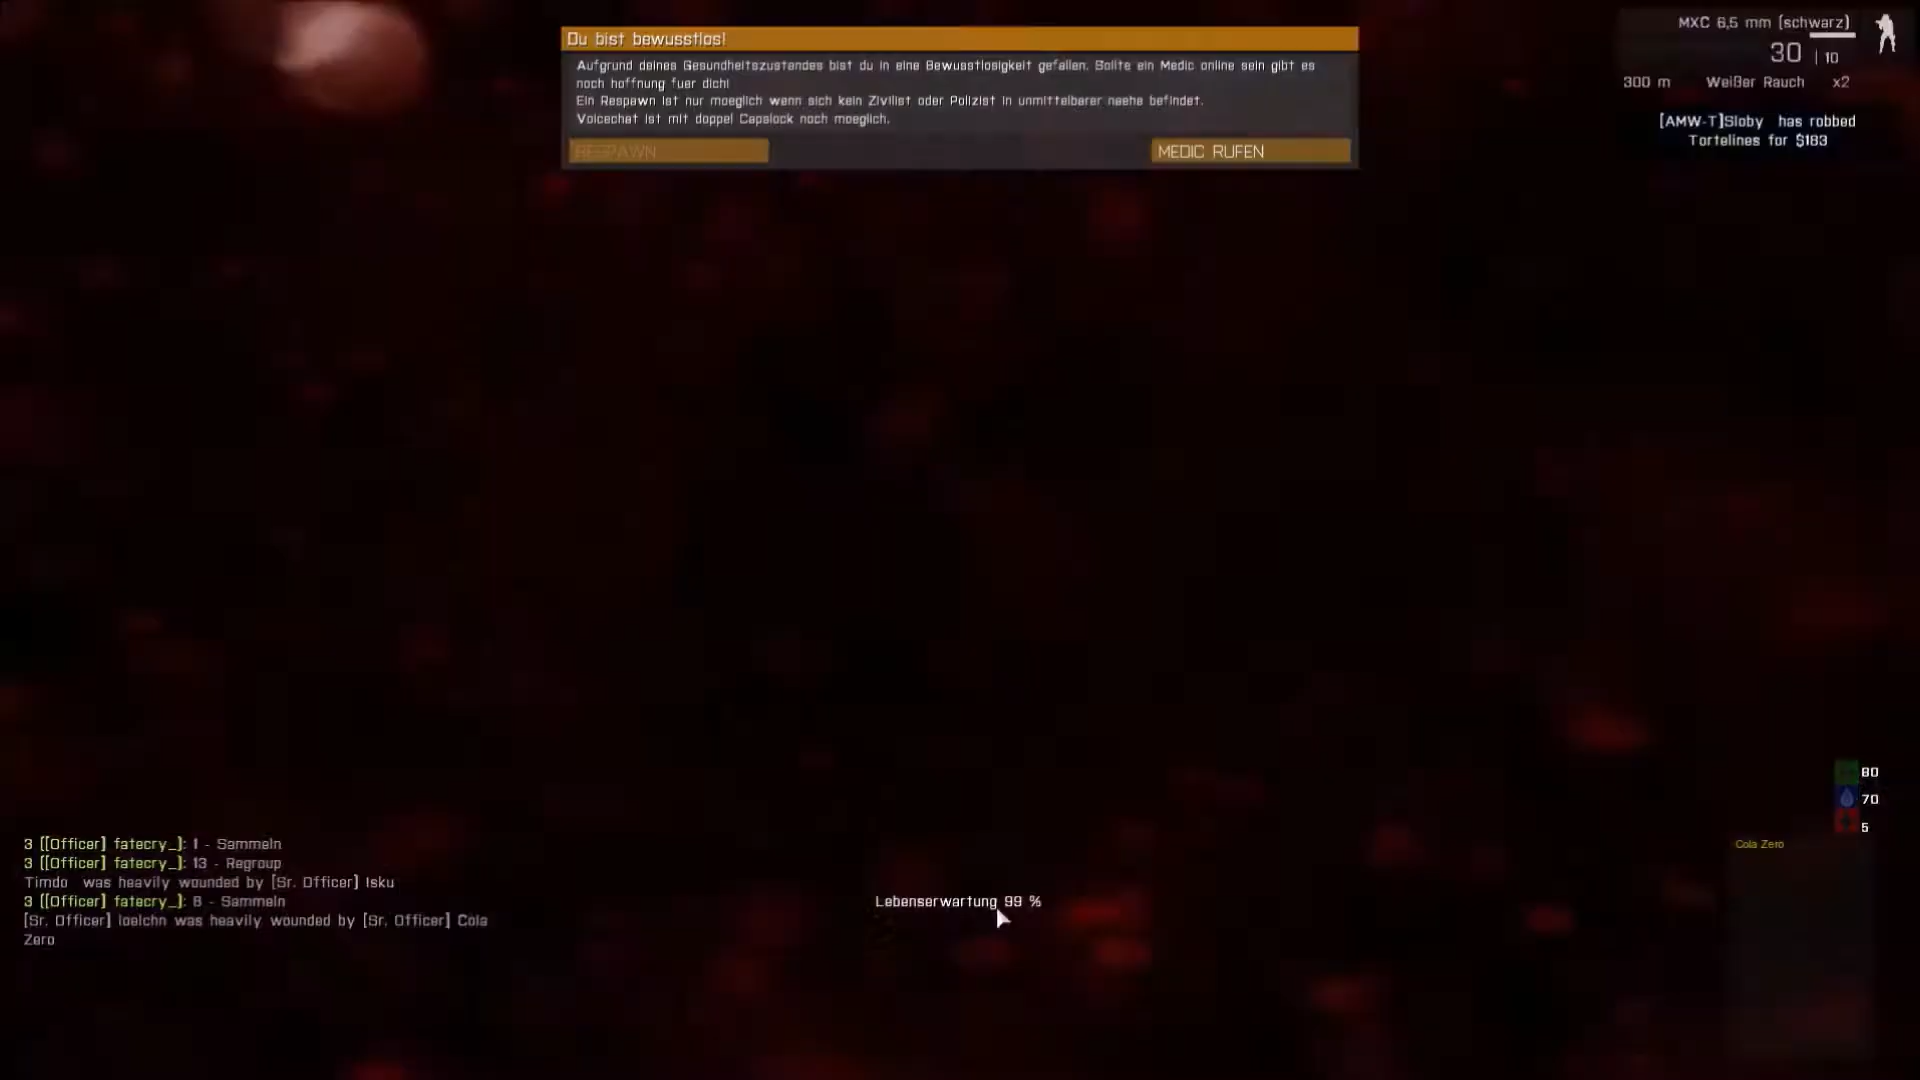 Du bist bewusstlos!
Aufgrund deines Gesundheitszustandes bist du in eine Bewusstlosigkeit gefallen. Sollte ein Medic online sein gibt es
noch hoffnung fuer dich!
Ein Respawn ist nur moeglich wenn sich kein Zivilist oder Polizist in unmittelbarer naehe befindet.
Voicechat ist mit doppel Capslock noch moeglich.
RESPAWN
MEDIC RUFEN
MXC 6,5 mm (schwarz)
30 | 10
300 m Weißer Rauch x2
[AMW-T]Sloby has robbed
Tortelines for $183
80
70
5
Cola Zero
3 ([Officer] fatecry_): 1 - Sammeln
3 ([Officer] fatecry_): 13 - Regroup
Timdo was heavily wounded by [Sr. Officer] Isku
3 ([Officer] fatecry_): 8 - Sammeln
[Sr. Officer] loelchn was heavily wounded by [Sr. Officer] Cola
Zero
Lebenserwartung 99 %